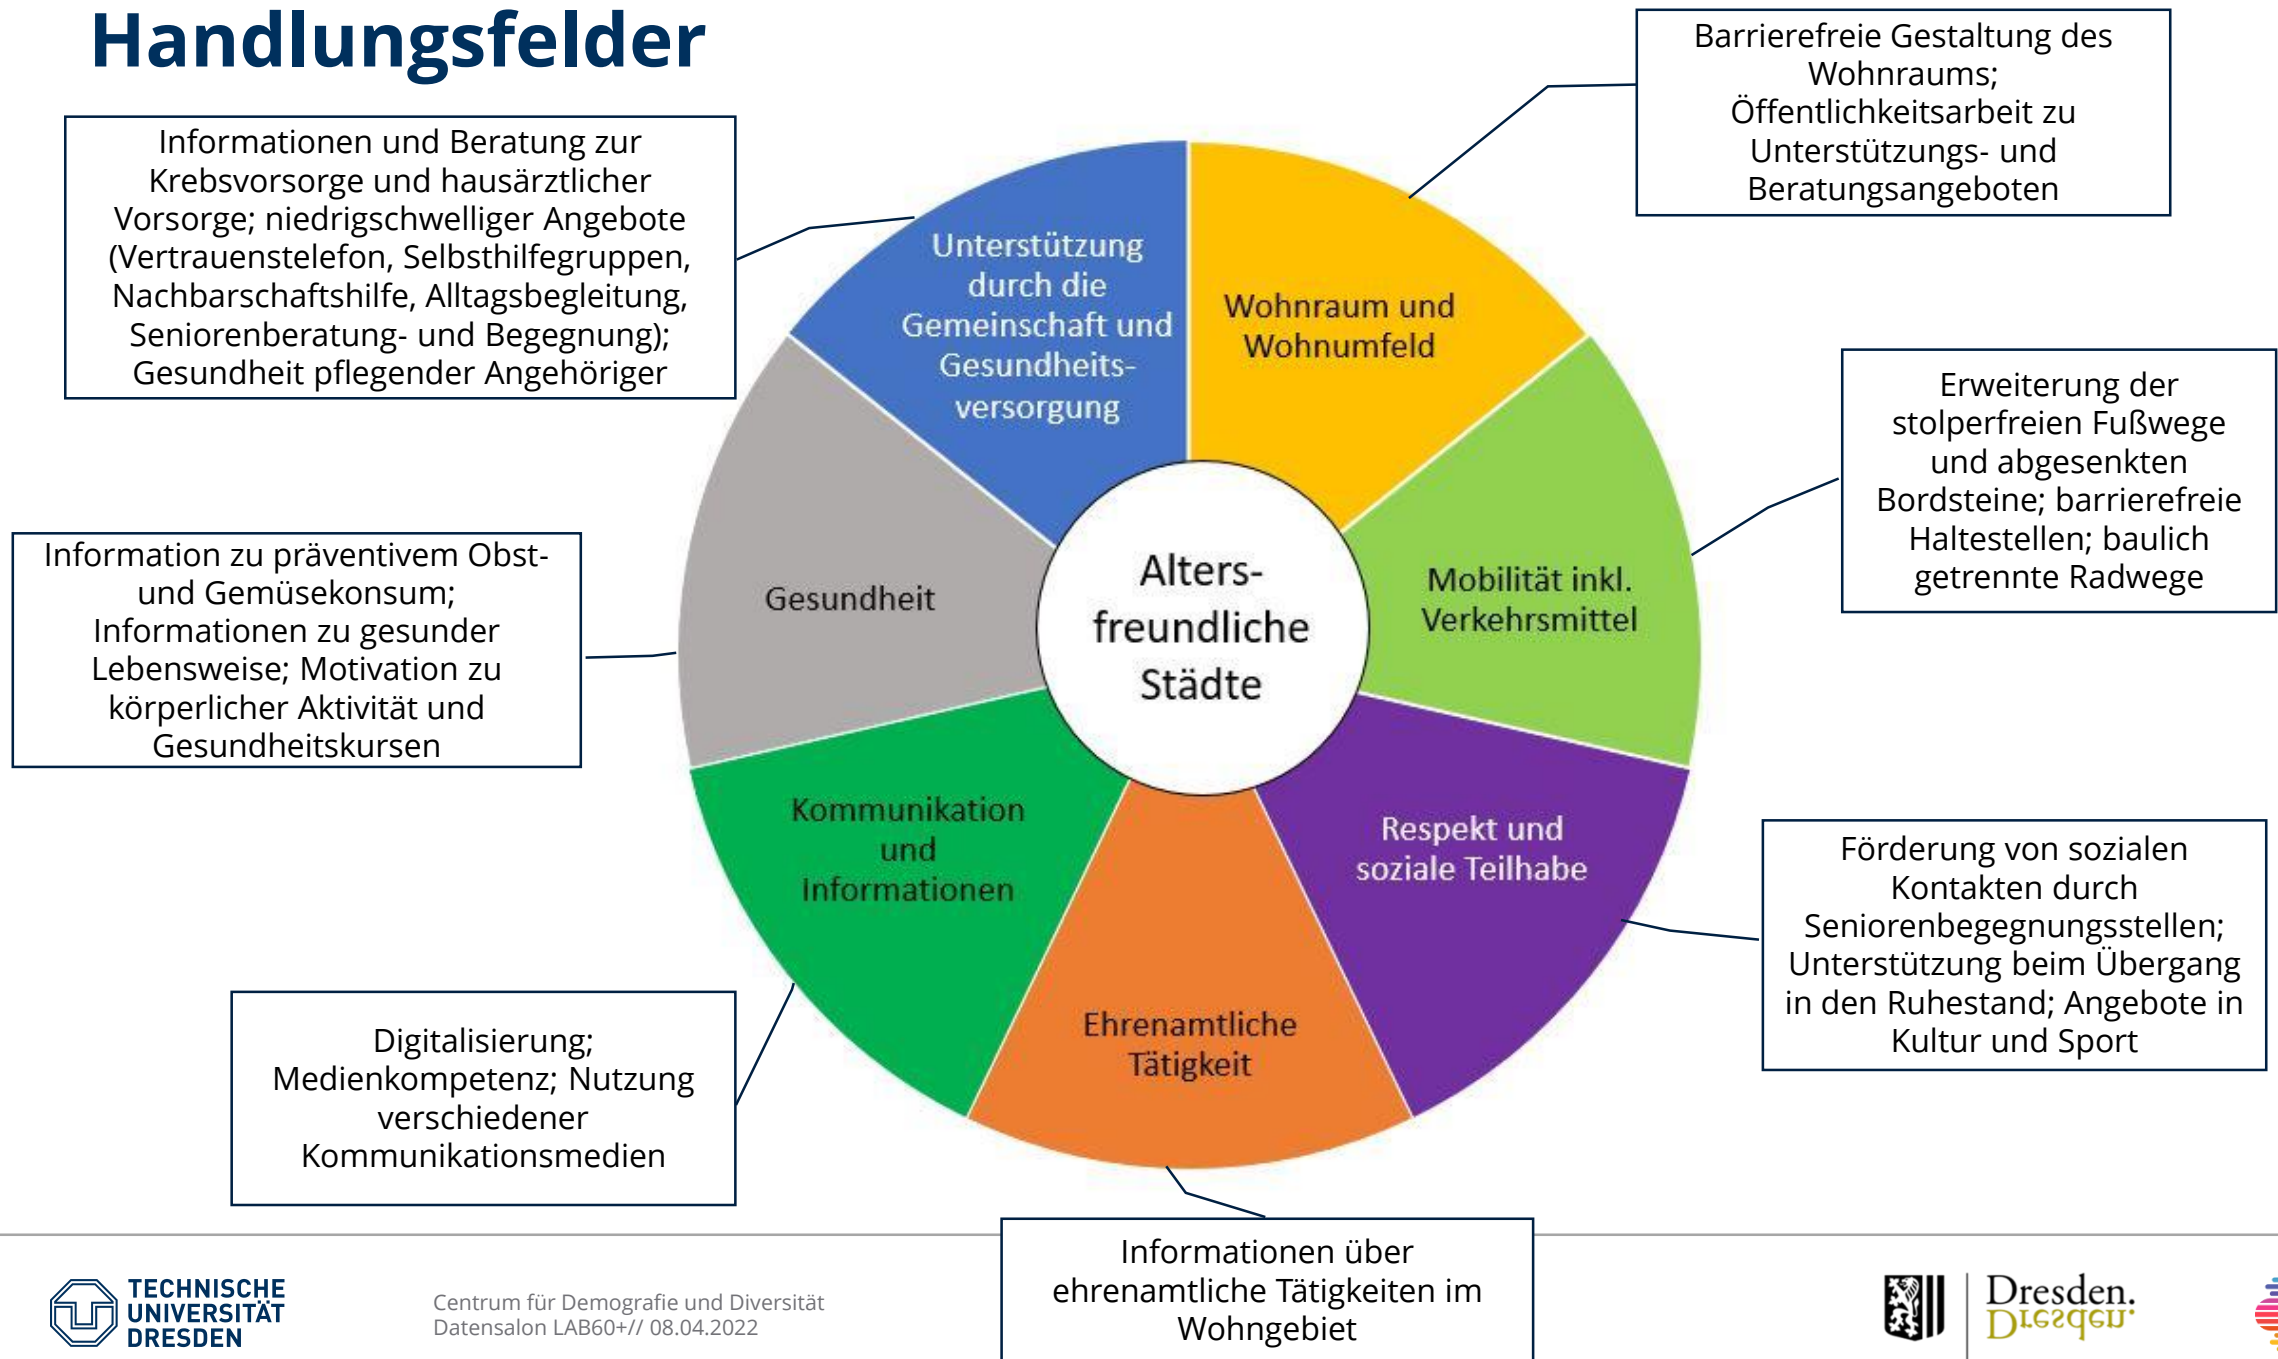 Handlungsfelder
Informationen und Beratung zur
Krebsvorsorge und hausärztlicher
Vorsorge; niedrigschwelliger Angebote
(Vertrauenstelefon, Selbsthilfegruppen,
Nachbarschaftshilfe, Alltagsbegleitung,
Seniorenberatung- und Begegnung);
Gesundheit pflegender Angehöriger
Barrierefreie Gestaltung des
Wohnraums;
Öffentlichkeitsarbeit zu
Unterstützungs- und
Beratungsangeboten
Unterstützung
durch die
Gemeinschaft und
Gesundheits-
versorgung
Wohnraum und
Wohnumfeld
Erweiterung der
stolperfreien Fußwege
und abgesenkten
Bordsteine; barrierefreie
Haltestellen; baulich
getrennte Radwege
Information zu präventivem Obst-
und Gemüsekonsum;
Informationen zu gesunder
Lebensweise; Motivation zu
körperlicher Aktivität und
Gesundheitskursen
Gesundheit
Alters-
freundliche
Städte
Mobilität inkl.
Verkehrsmittel
Kommunikation
und
Informationen
Respekt und
soziale Teilhabe
Förderung von sozialen
Kontakten durch
Seniorenbegegnungsstellen;
Unterstützung beim Übergang
in den Ruhestand; Angebote in
Kultur und Sport
Ehrenamtliche
Tätigkeit
Digitalisierung;
Medienkompetenz; Nutzung
verschiedener
Kommunikationsmedien
Informationen über
ehrenamtliche Tätigkeiten im
Wohngebiet
TECHNISCHE
UNIVERSITÄT
DRESDEN
Centrum für Demografie und Diversität
Datensalon LAB60+// 08.04.2022
Dresden.
Dresden.